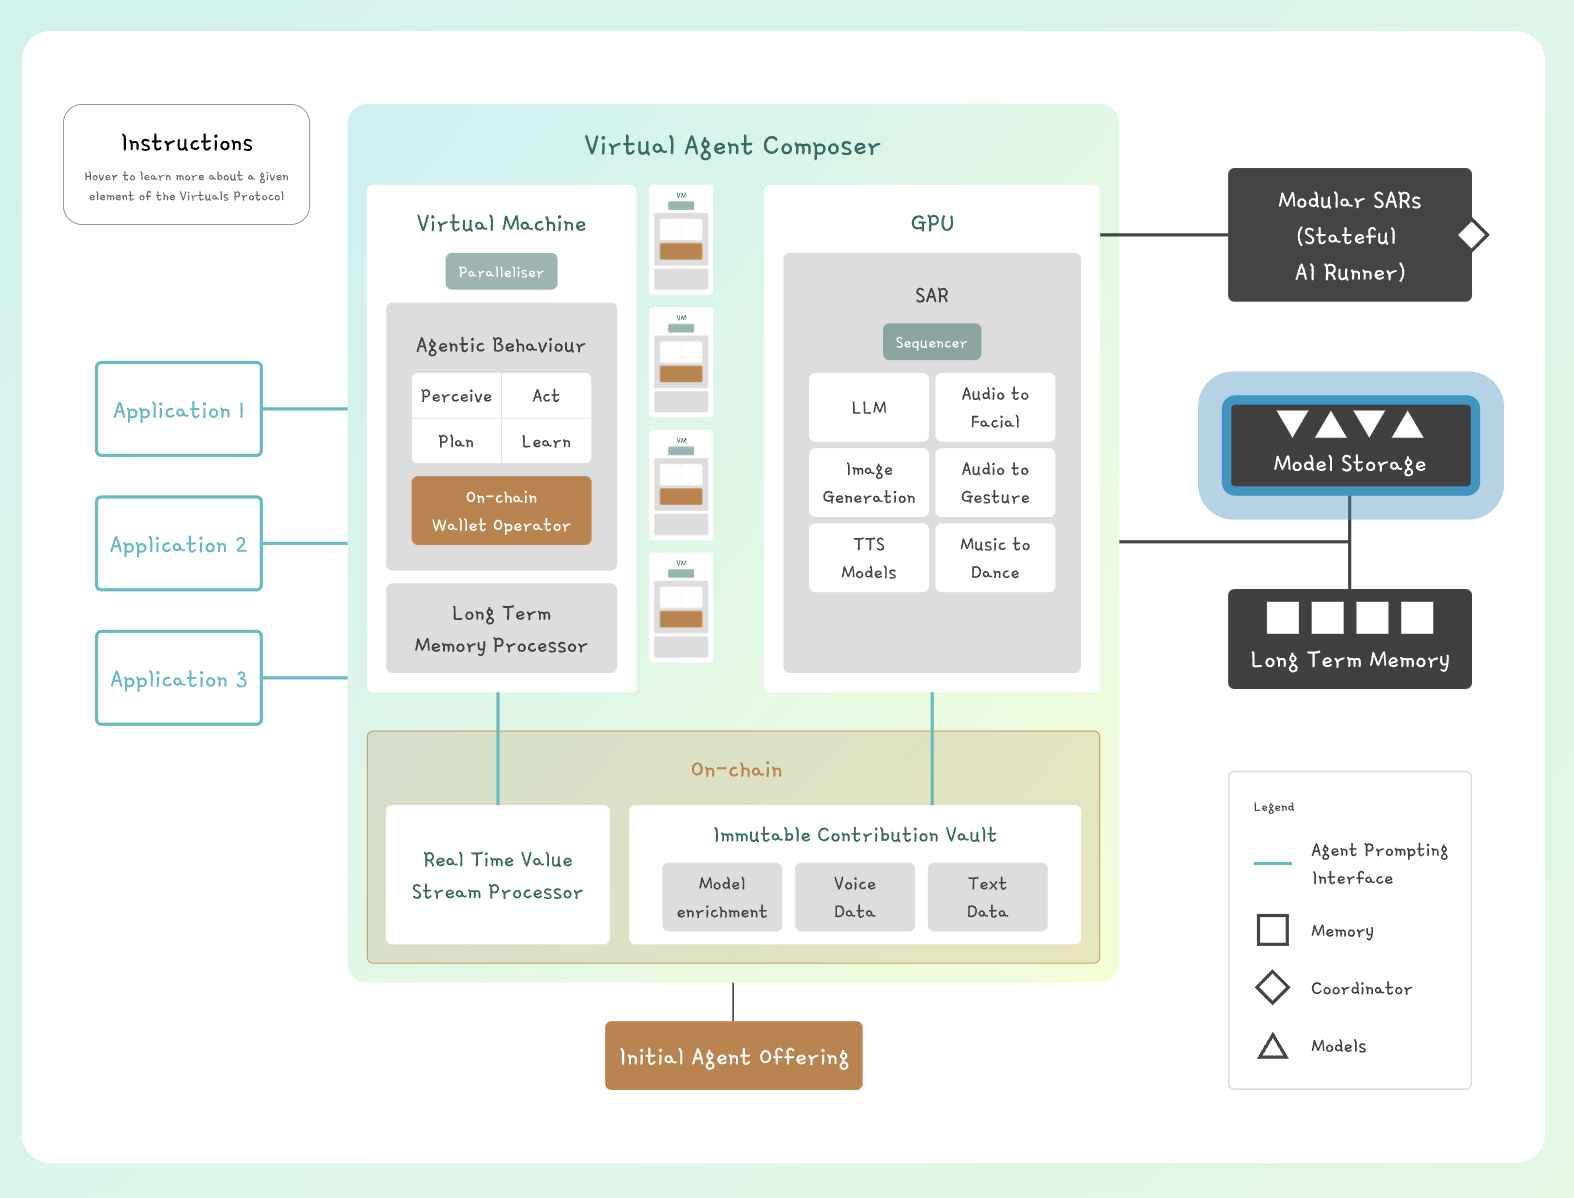 Instructions
Hover to learn more about a given
element of the Virtuals Protocol
Application 1
Application 2
Application 3
Virtual Agent Composer
Virtual Machine
Paralleliser
Agentic Behaviour
Perceive
Act
Plan
Learn
On-chain
Wallet Operator
Long Term
Memory Processor
VM
VM
VM
VM
GPU
SAR
Sequencer
LLM
Audio to
Facial
Image
Generation
Audio to
Gesture
TTS
Models
Music to
Dance
On-chain
Real Time Value
Stream Processor
Immutable Contribution Vault
Model
enrichment
Voice
Data
Text
Data
Initial Agent Offering
Modular SARs
(Stateful
AI Runner)
Model Storage
Long Term Memory
Legend
Agent Prompting
Interface
Memory
Coordinator
Models